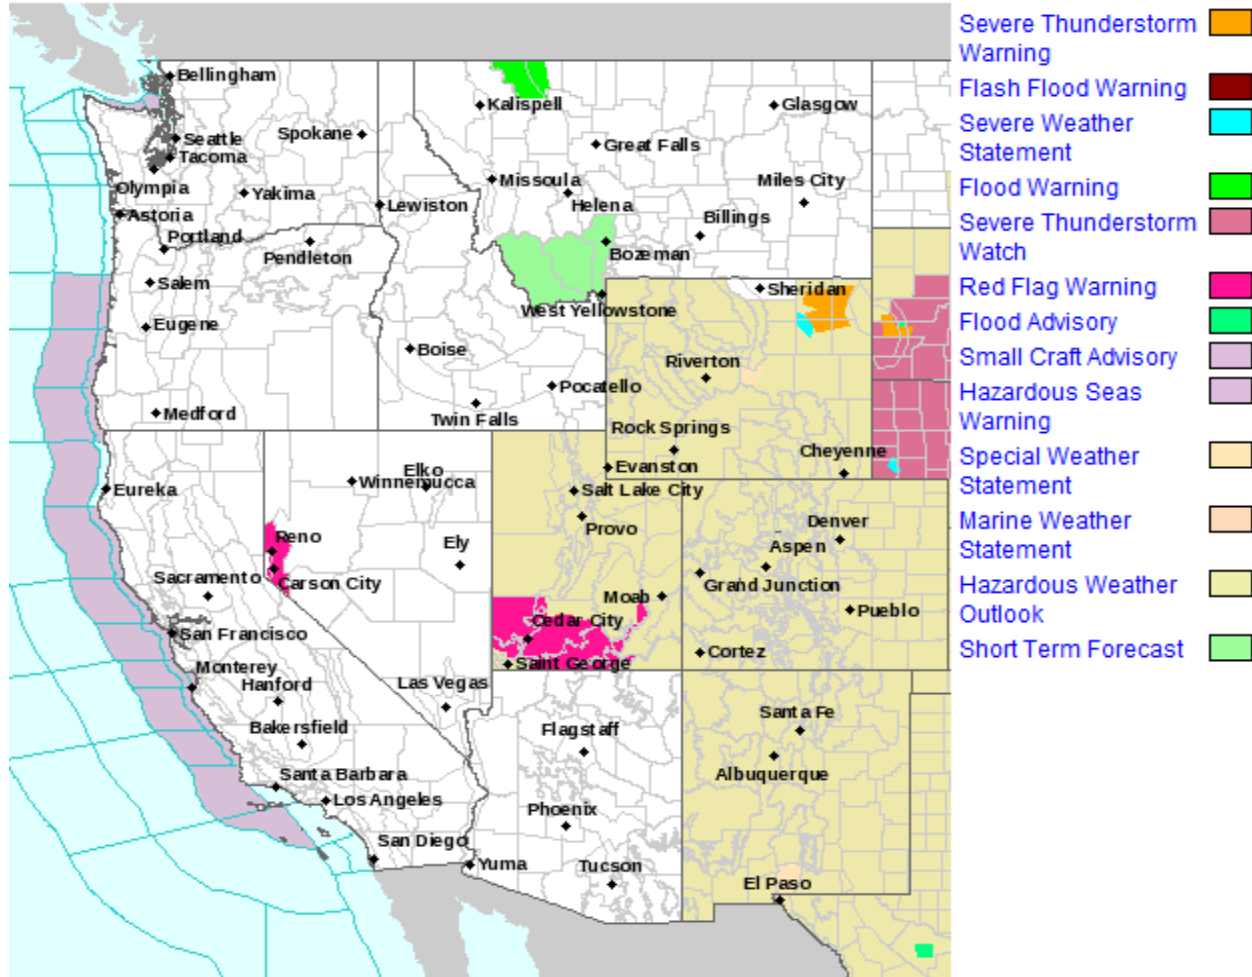 Bellingham
Kalispell
Glasgow
Spokane
Seattle
Great Falls
Tacoma
Olympia
Yakima
Missoula
Miles City
Helena
Lewiston
Astoria
Billings
Portland
Pendleton
Bozeman
Salem
Sheridan
West Yellowstone
Eugene
Boise
Riverton
Pocatello
Medford
Twin Falls
Rock Springs
Cheyenne
Evanston
Elko
Winnemucca
Eureka
Salt Lake City
Provo
Denver
Reno
Ely
Aspen
Sacramento
Carson City
Grand Junction
Moab
Pueblo
Cedar City
San Francisco
Cortez
Saint George
Monterey
Hanford
Las Vegas
Santa Fe
Bakersfield
Flagstaff
Albuquerque
Santa Barbara
Los Angeles
Phoenix
San Diego
Yuma
Tucson
El Paso
Severe Thunderstorm
Warning
Flash Flood Warning
Severe Weather
Statement
Flood Warning
Severe Thunderstorm
Watch
Red Flag Warning
Flood Advisory
Small Craft Advisory
Hazardous Seas
Warning
Special Weather
Statement
Marine Weather
Statement
Hazardous Weather
Outlook
Short Term Forecast